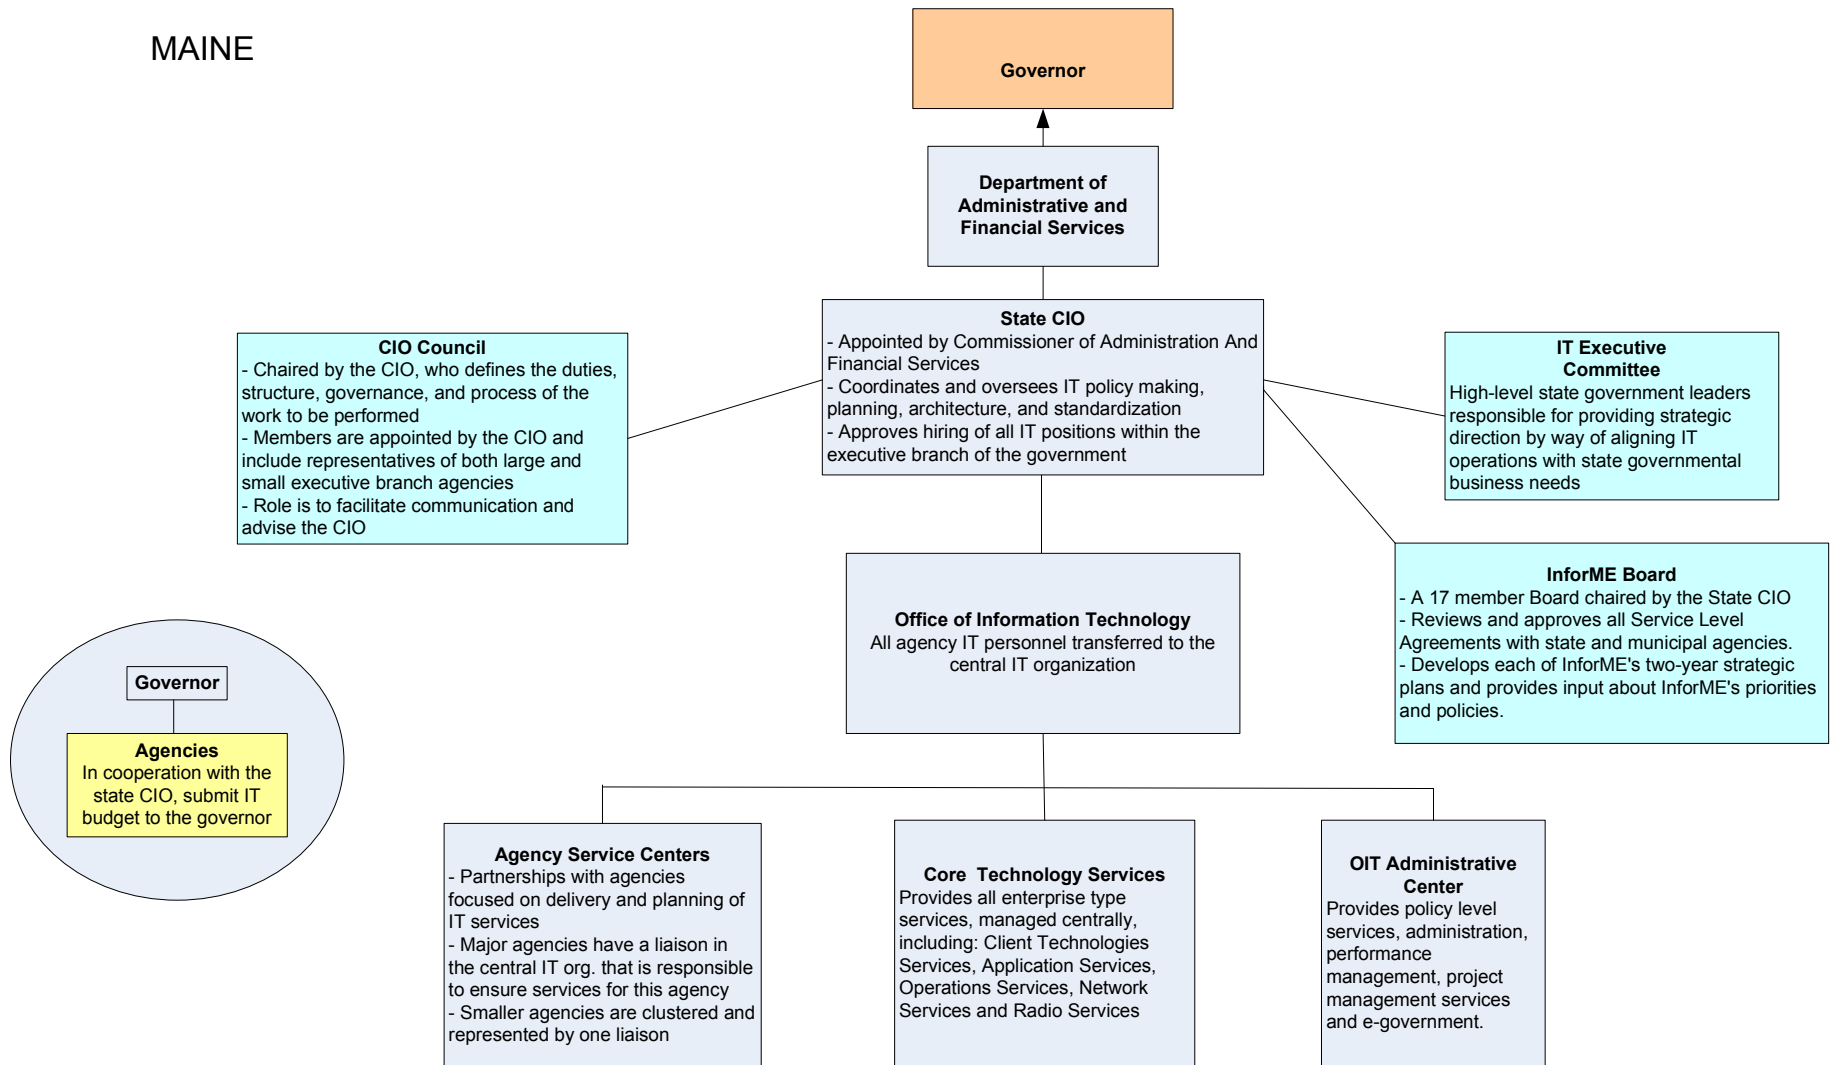 MAINE
Governor
Department of
Administrative and
Financial Services
State CIO
- Appointed by Commissioner of Administration And
Financial Services
- Coordinates and oversees IT policy making,
planning, architecture, and standardization
- Approves hiring of all IT positions within the
executive branch of the government
CIO Council
- Chaired by the CIO, who defines the duties,
structure, governance, and process of the
work to be performed
- Members are appointed by the CIO and
include representatives of both large and
small executive branch agencies
- Role is to facilitate communication and
advise the CIO
IT Executive
Committee
High-level state government leaders
responsible for providing strategic
direction by way of aligning IT
operations with state governmental
business needs
InforME Board
- A 17 member Board chaired by the State CIO
- Reviews and approves all Service Level
Agreements with state and municipal agencies.
- Develops each of InforME's two-year strategic
plans and provides input about InforME's priorities
and policies.
Office of Information Technology
All agency IT personnel transferred to the
central IT organization
Governor
Agencies
In cooperation with the
state CIO, submit IT
budget to the governor
Agency Service Centers
- Partnerships with agencies
focused on delivery and planning of
IT services
- Major agencies have a liaison in
the central IT org. that is responsible
to ensure services for this agency
- Smaller agencies are clustered and
represented by one liaison
Core  Technology Services
Provides all enterprise type
services, managed centrally,
including: Client Technologies
Services, Application Services,
Operations Services, Network
Services and Radio Services
OIT Administrative
Center
Provides policy level
services, administration,
performance
management, project
management services
and e-government.